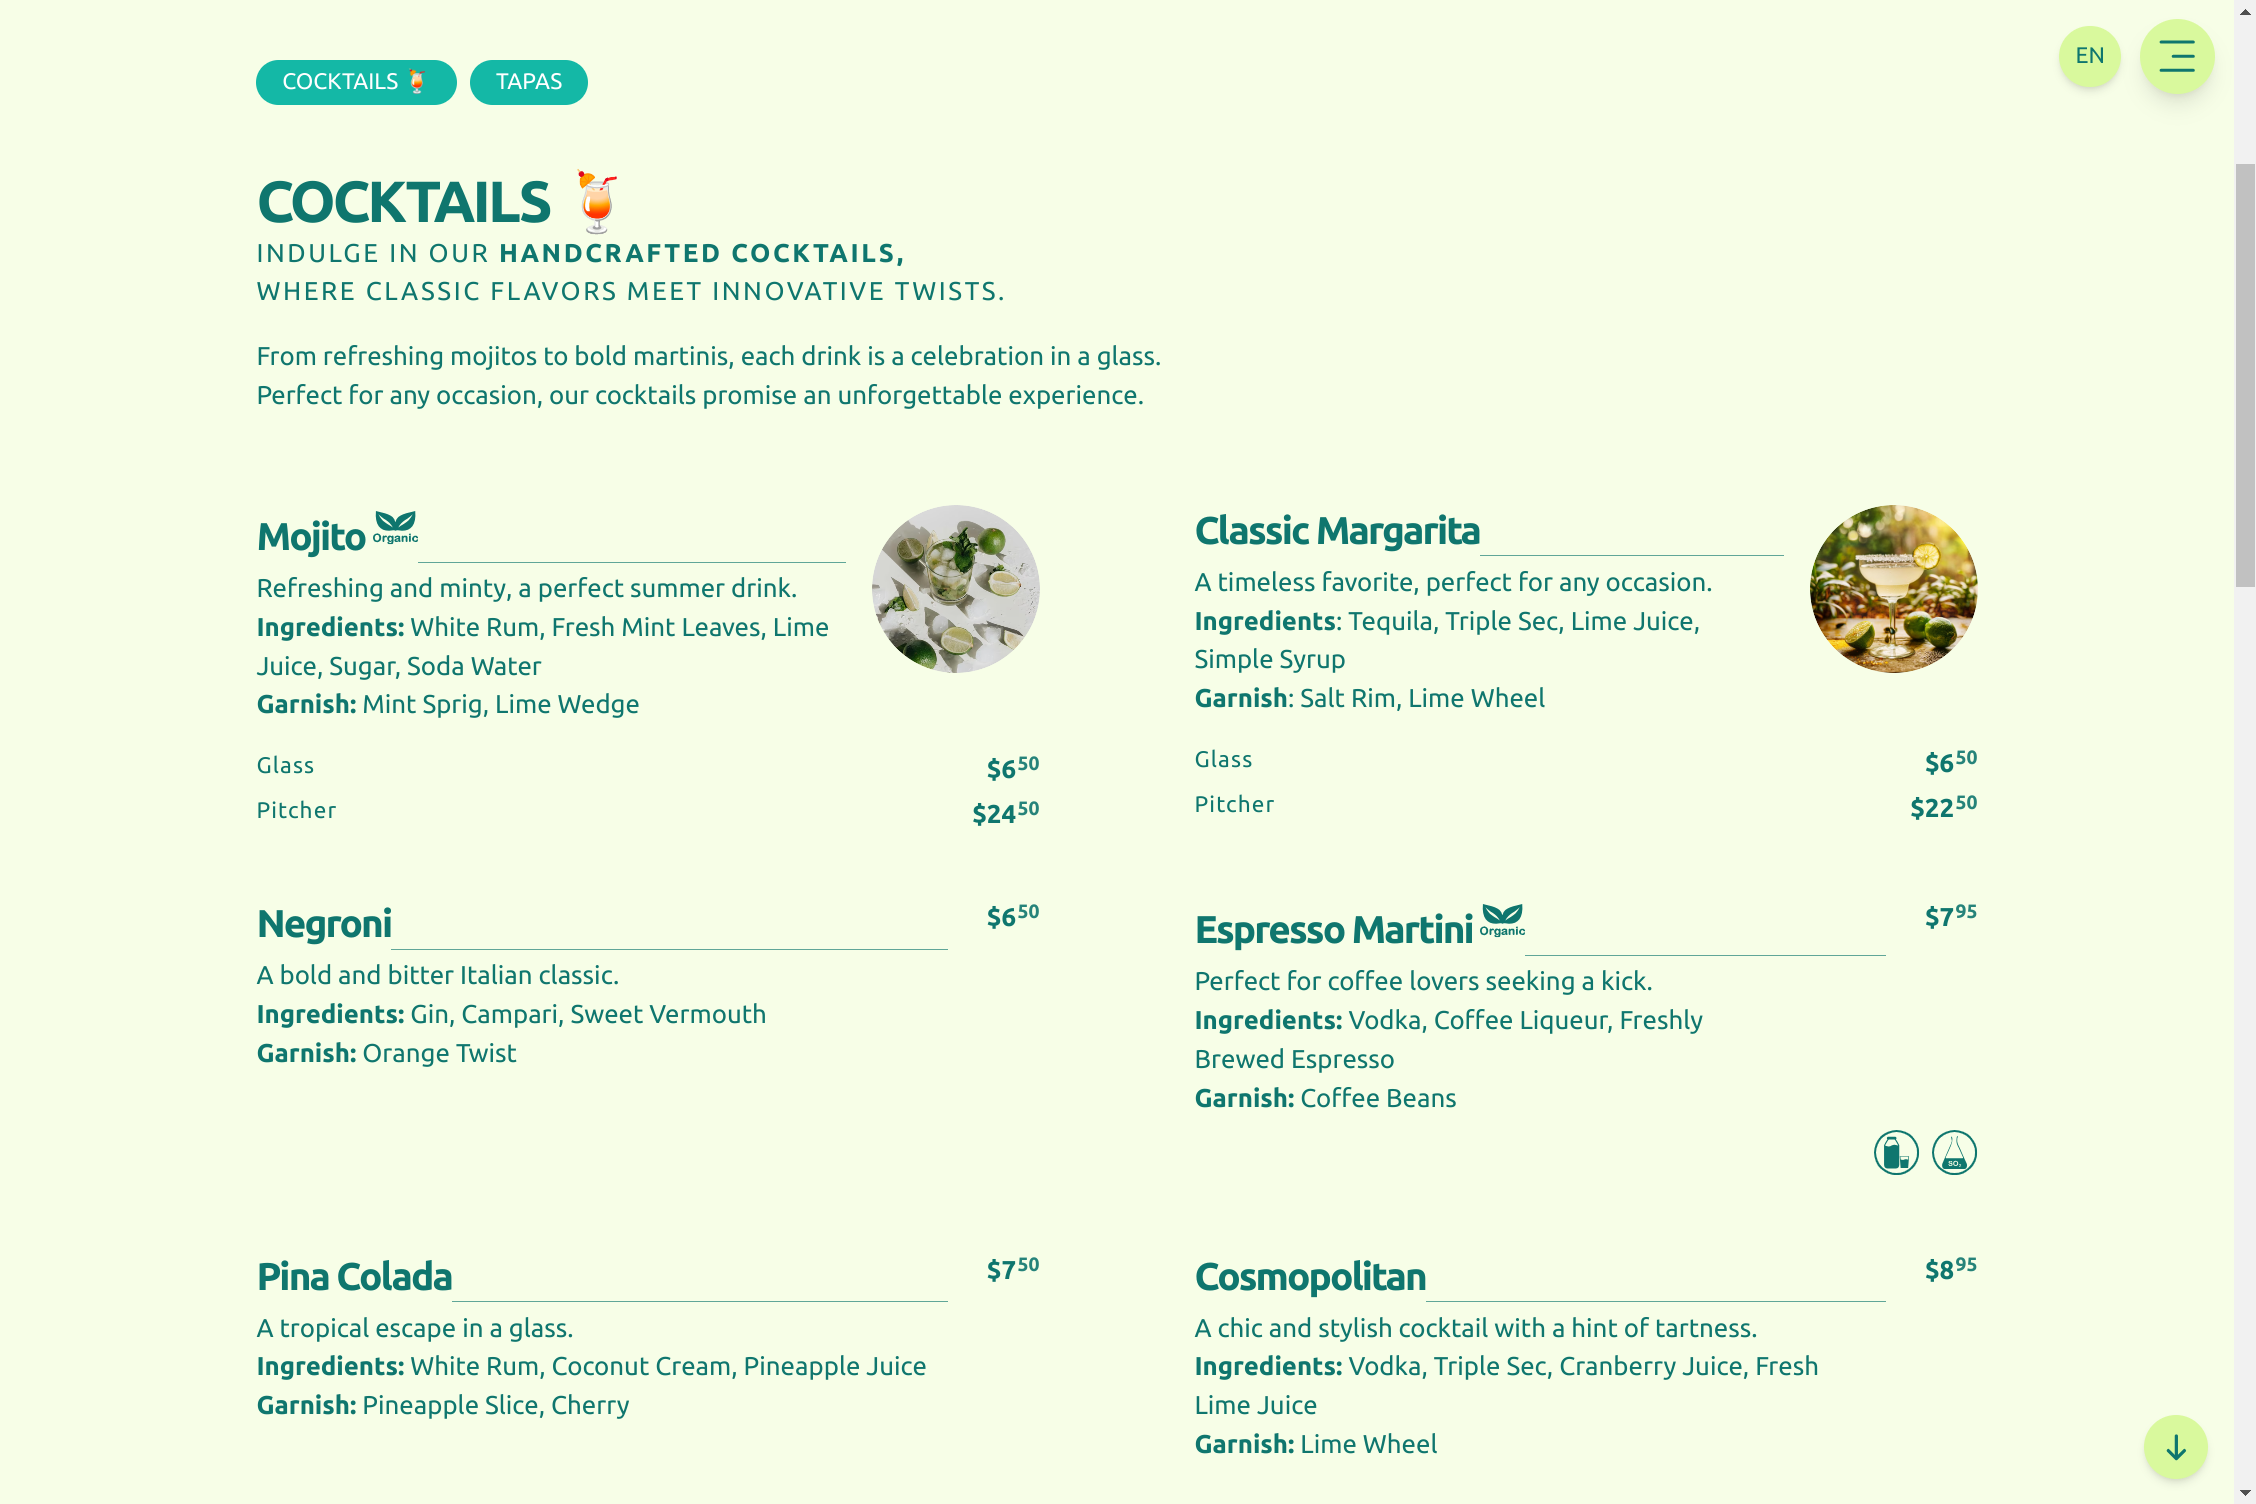 EN
COCKTAILS 🍹
TAPAS
COCKTAILS 🍹
INDULGE IN OUR HANDCRAFTED COCKTAILS,
WHERE CLASSIC FLAVORS MEET INNOVATIVE TWISTS.
From refreshing mojitos to bold martinis, each drink is a celebration in a glass.
Perfect for any occasion, our cocktails promise an unforgettable experience.
Mojito Organic
Refreshing and minty, a perfect summer drink.
Ingredients: White Rum, Fresh Mint Leaves, Lime
Juice, Sugar, Soda Water
Garnish: Mint Sprig, Lime Wedge
Glass $6 50
Pitcher $24 50
Classic Margarita
A timeless favorite, perfect for any occasion.
Ingredients: Tequila, Triple Sec, Lime Juice,
Simple Syrup
Garnish: Salt Rim, Lime Wheel
Glass $6 50
Pitcher $22 50
Negroni $6 50
A bold and bitter Italian classic.
Ingredients: Gin, Campari, Sweet Vermouth
Garnish: Orange Twist
Espresso Martini Organic $7 95
Perfect for coffee lovers seeking a kick.
Ingredients: Vodka, Coffee Liqueur, Freshly
Brewed Espresso
Garnish: Coffee Beans
SO₂
Pina Colada $7 50
A tropical escape in a glass.
Ingredients: White Rum, Coconut Cream, Pineapple Juice
Garnish: Pineapple Slice, Cherry
Cosmopolitan $8 95
A chic and stylish cocktail with a hint of tartness.
Ingredients: Vodka, Triple Sec, Cranberry Juice, Fresh
Lime Juice
Garnish: Lime Wheel